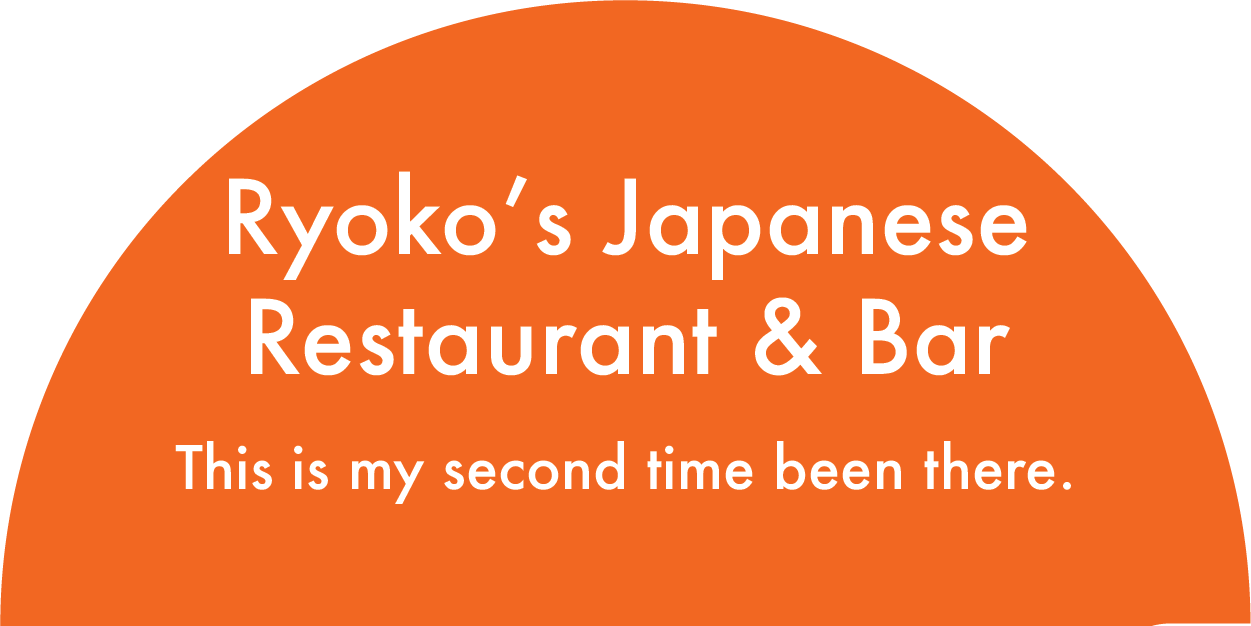 Ryoko’s Japanese
Restaurant & Bar
This is my second time been there.